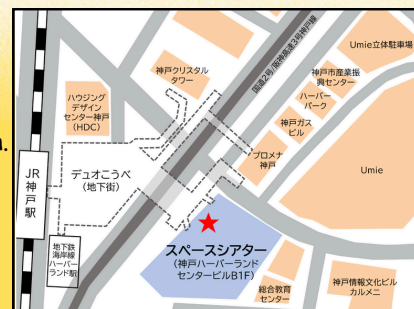 Umie立体駐車場
国道2号/阪神高速3号神戸線
神戸クリスタル
タワー
神戸市産業振
興センター
ハーバー
パーク
ハウジング
デザイン
センター神戸
(HDC)
神戸ガス
ビル
n.
プロメナ
神戸
Umie
デュオこうべ
(地下街)
JR
神戸駅
地下鉄
海岸線
ハーバー
ランド駅
スペースシアター
(神戸ハーバーランド
センタービルB1F)
総合教育
センター
神戸情報文化ビル
カルメニ